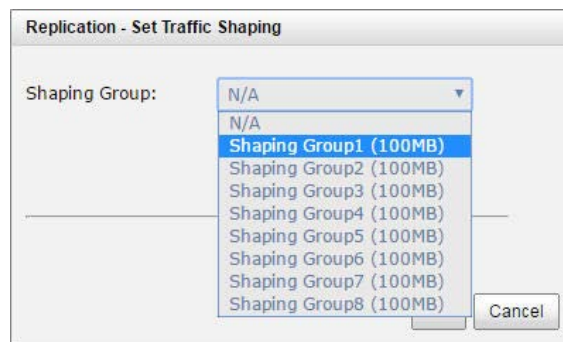 Replication - Set Traffic Shaping
Shaping Group:
N/A
N/A
Shaping Group1 (100MB)
Shaping Group2 (100MB)
Shaping Group3 (100MB)
Shaping Group4 (100MB)
Shaping Group5 (100MB)
Shaping Group6 (100MB)
Shaping Group7 (100MB)
Shaping Group8 (100MB)
Cancel